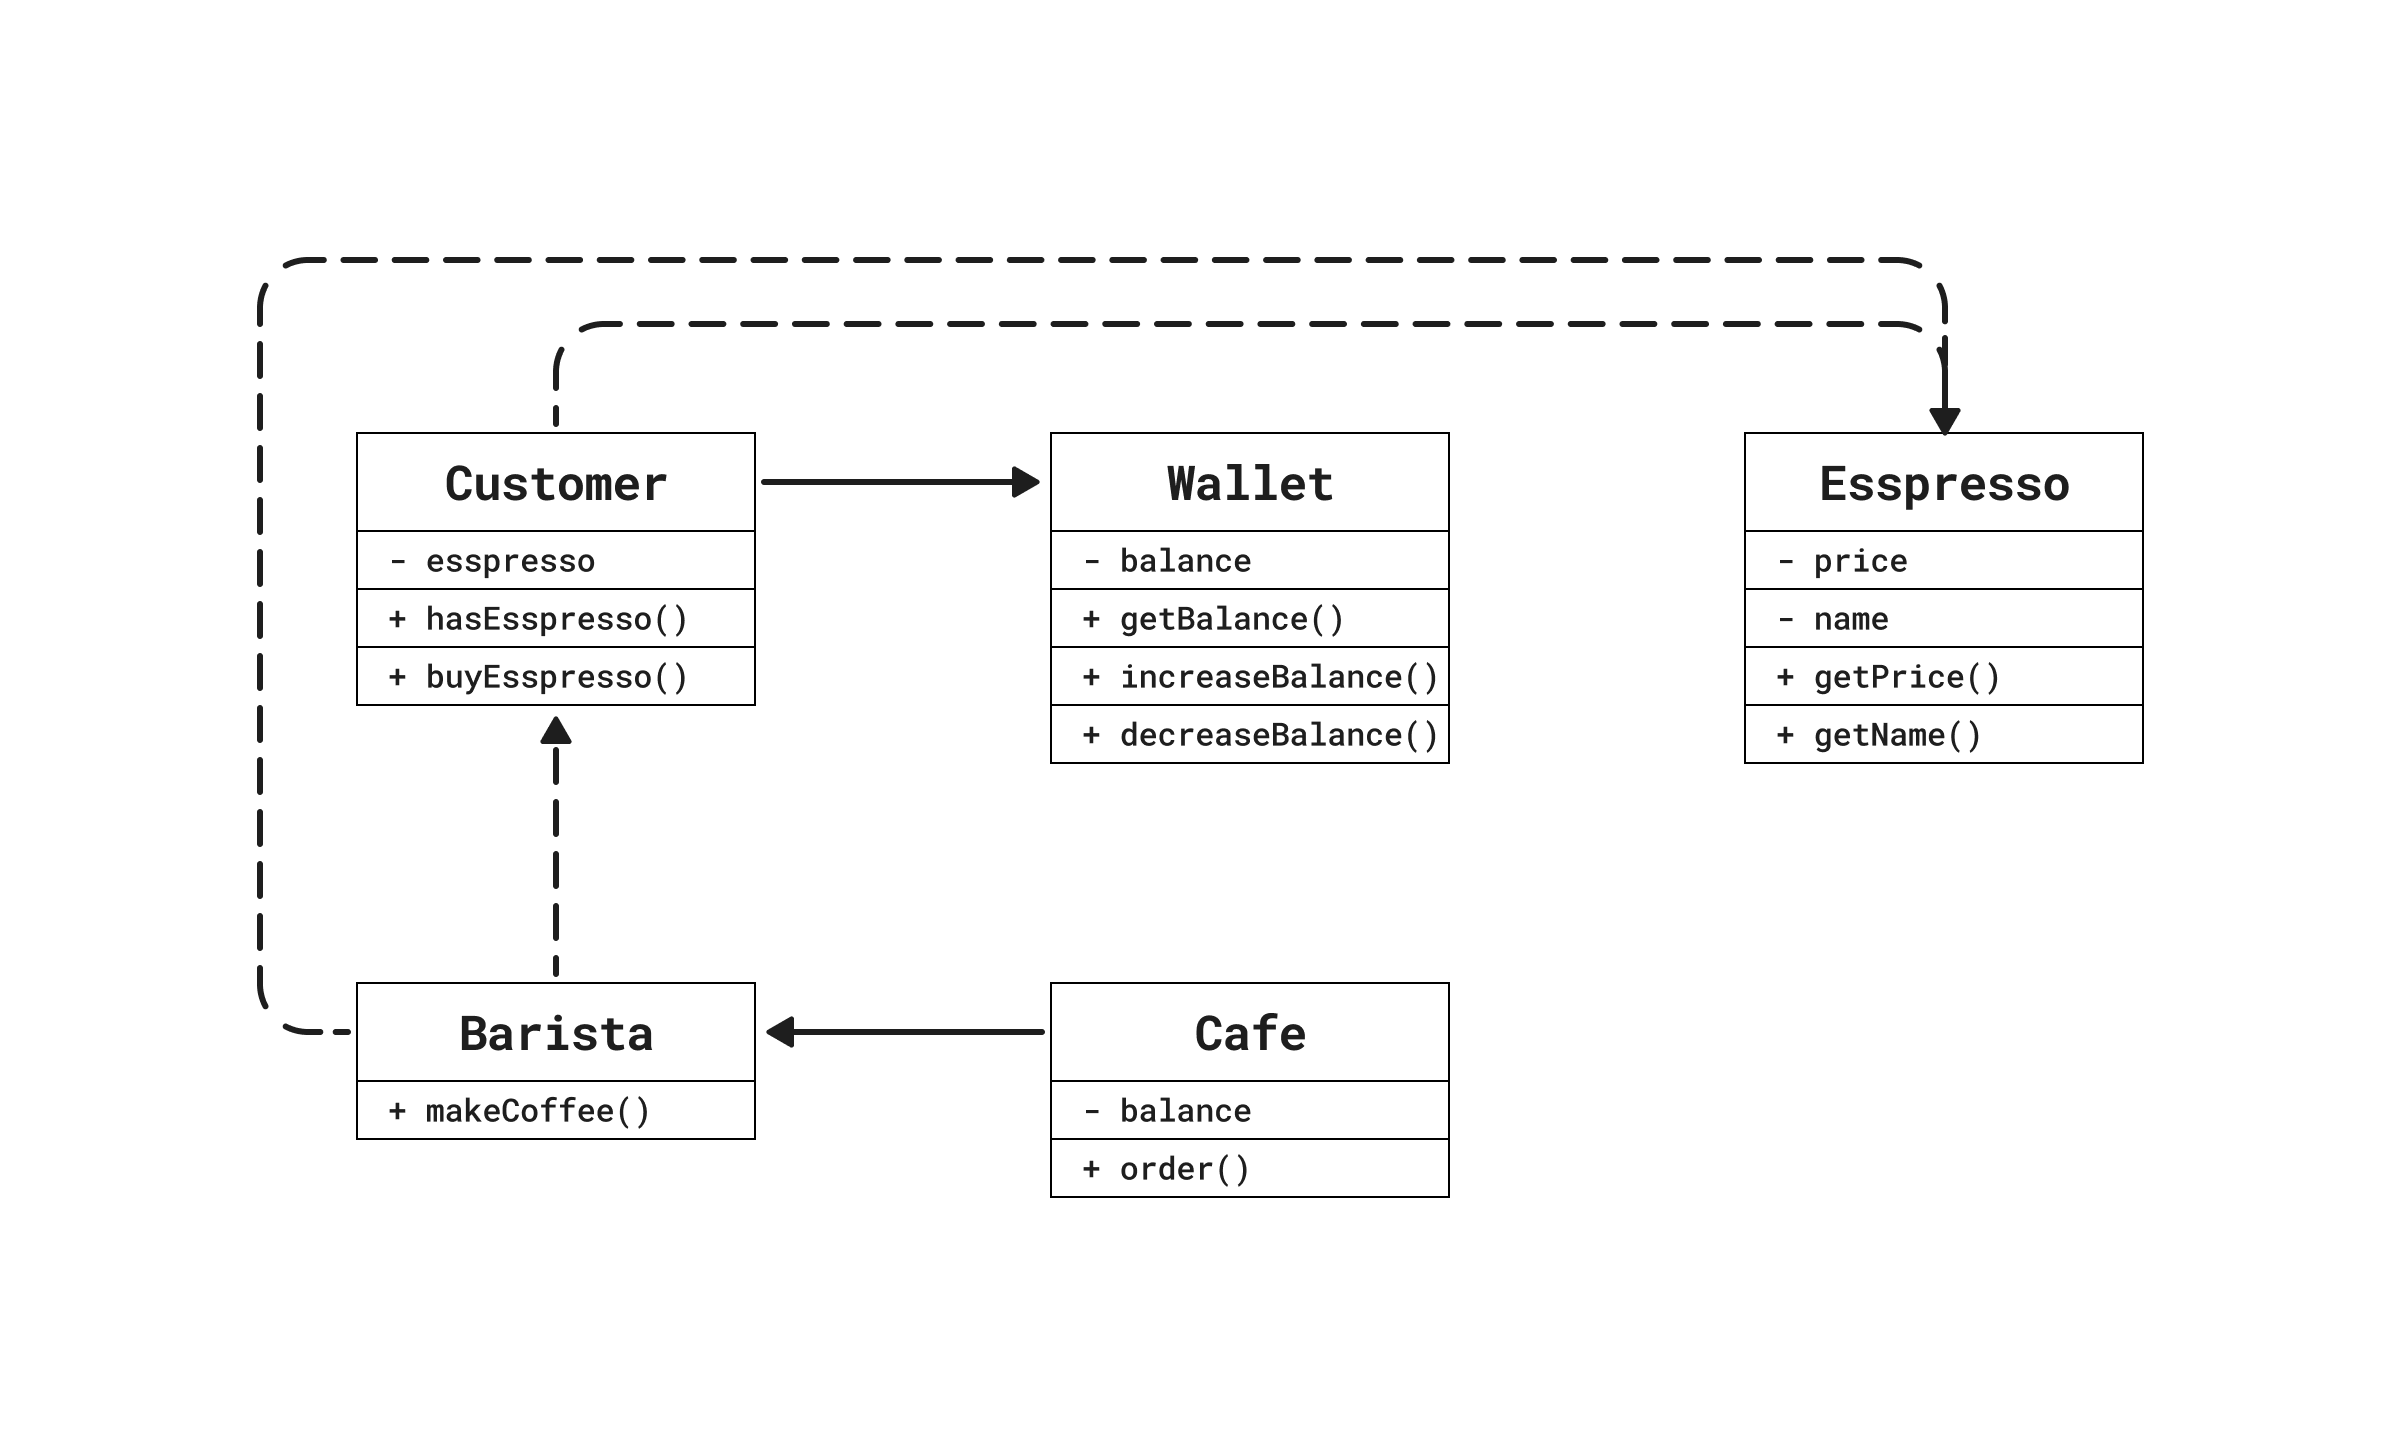 Customer
- esspresso
+ hasEsspresso()
+ buyEsspresso()
Wallet
- balance
+ getBalance()
+ increaseBalance()
+ decreaseBalance()
Esspresso
- price
- name
+ getPrice()
+ getName()
Barista
+ makeCoffee()
Cafe
- balance
+ order()